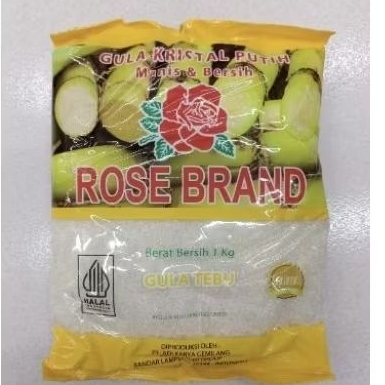 GULA KRISTAL PUTIH
Manis & Bersih
ROSE BRAND
Berat Bersih 1 Kg
GULA TEBU
HALAL
DIPRODUKSI OLEH: